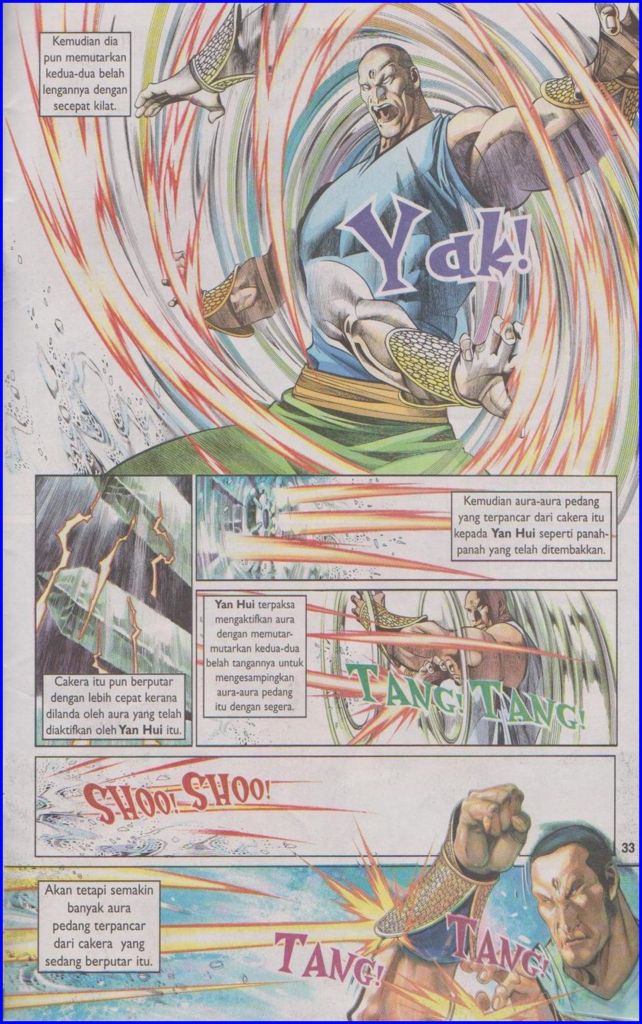 Kemudian dia
pun memutarkan
kedua-dua belah
lengannya dengan
secepat kilat.
Yak!
Kemudian aura-aura pedang
yang terpancar dari cakera itu
kepada Yan Hui seperti panah-
panah yang telah ditembakkan.
Cakera itu pun berputar
dengan lebih cepat kerana
dilanda oleh aura yang telah
diaktifkan oleh Yan Hui itu.
Yan Hui terpaksa
mengaktifkan aura
dengan memutar-
mutarkan kedua-dua
belah tangannya untuk
mengesampingkan
aura-aura pedang
itu dengan segera.
TANG! TANG!
SHOO! SHOO!
33
Akan tetapi semakin
banyak aura
pedang terpancar
dari cakera yang
sedang berputar itu.
TANG!
TANG!